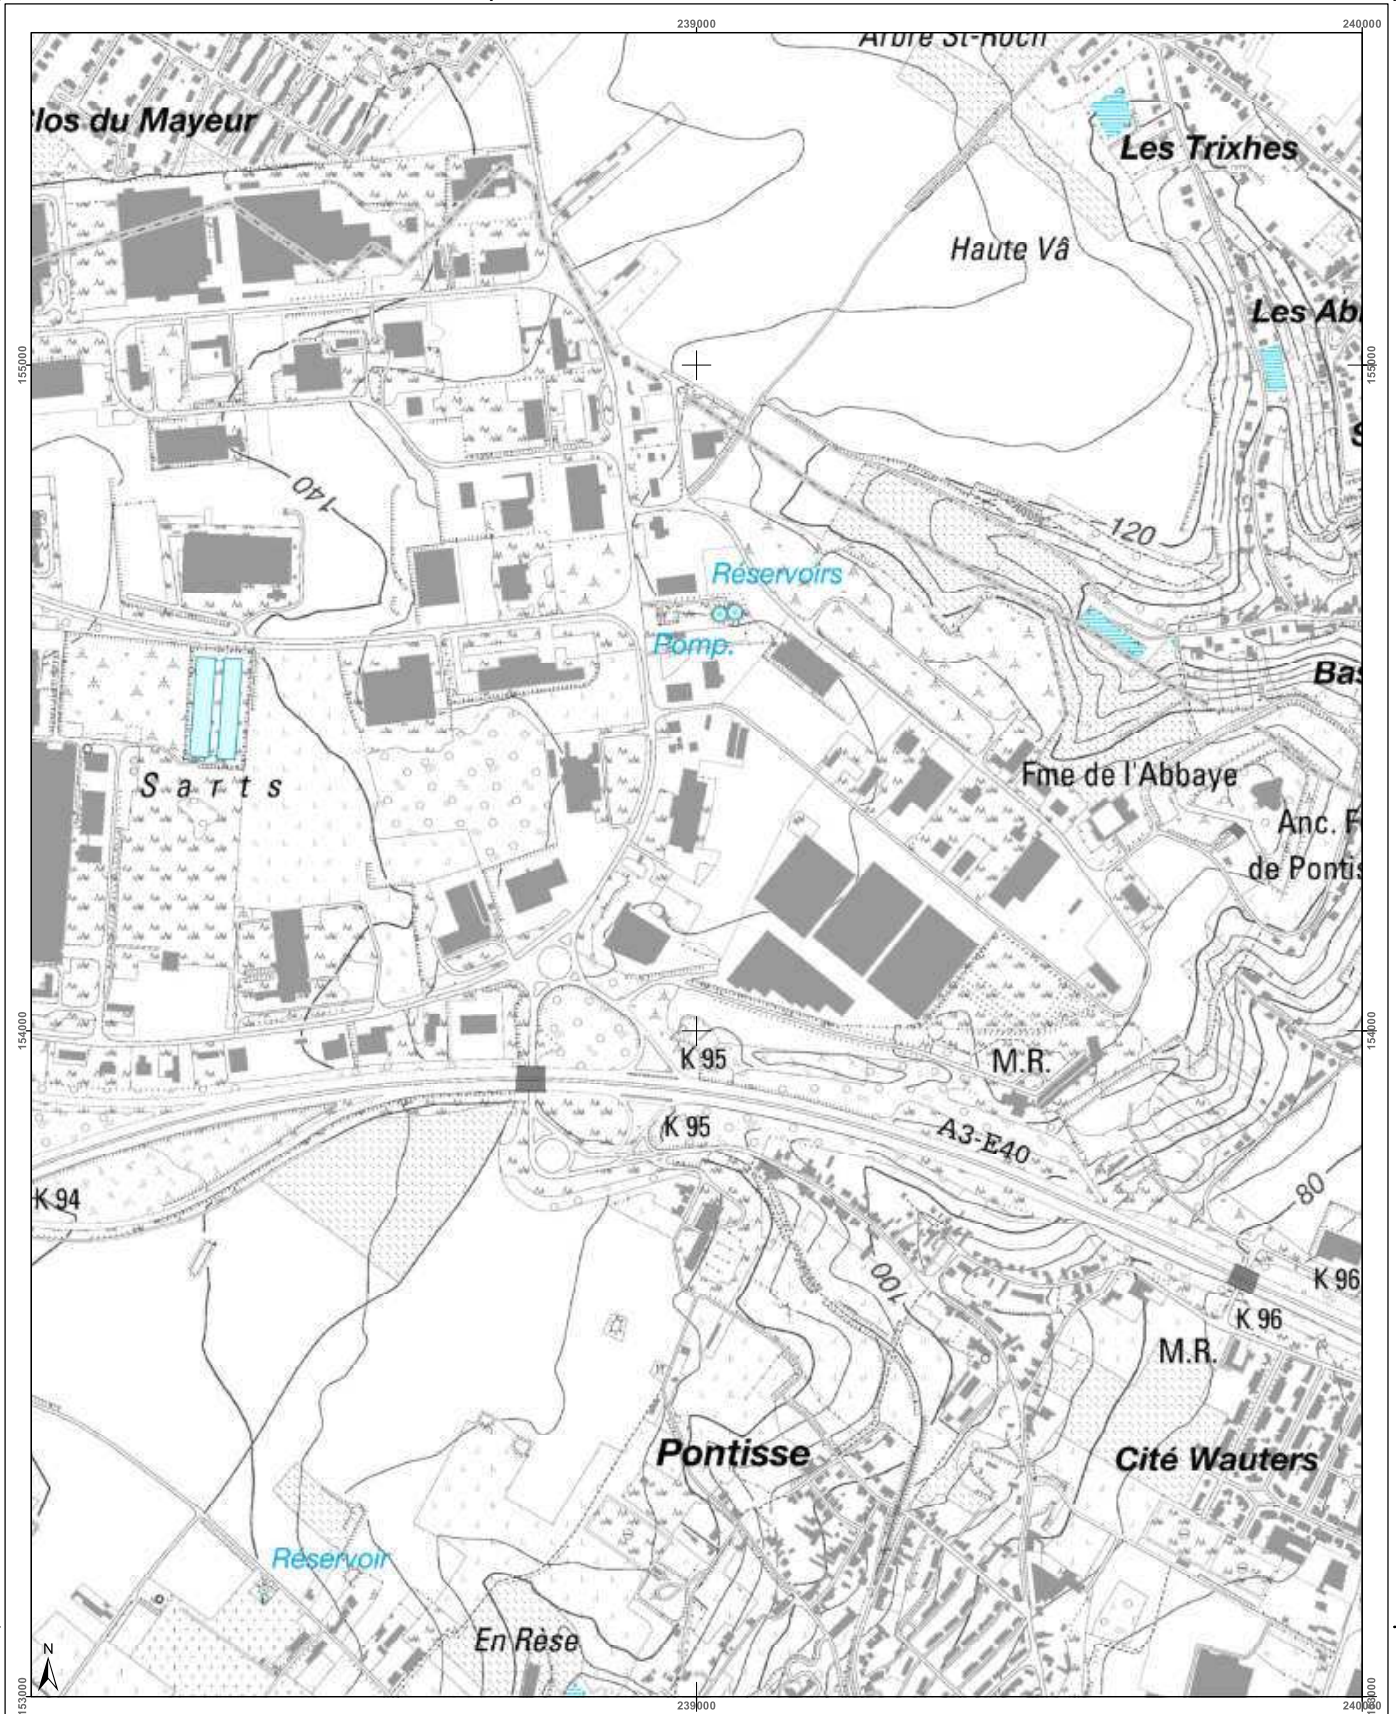 239000
240000
Arbre St-Roch
los du Mayeur
Les Trixhes
Haute Vâ
Les Ab
155000
155000
S
140
120
Réservoirs
Pomp.
Bas
Sarts
Fme de l'Abbaye
Anc. F
de Pontis
154000
154000
K 95
M.R.
K 95
A3-E40
K 94
80
100
K 96
K 96
M.R.
Pontisse
Cité Wauters
Réservoir
En Rèse
N
153000
239000
240000